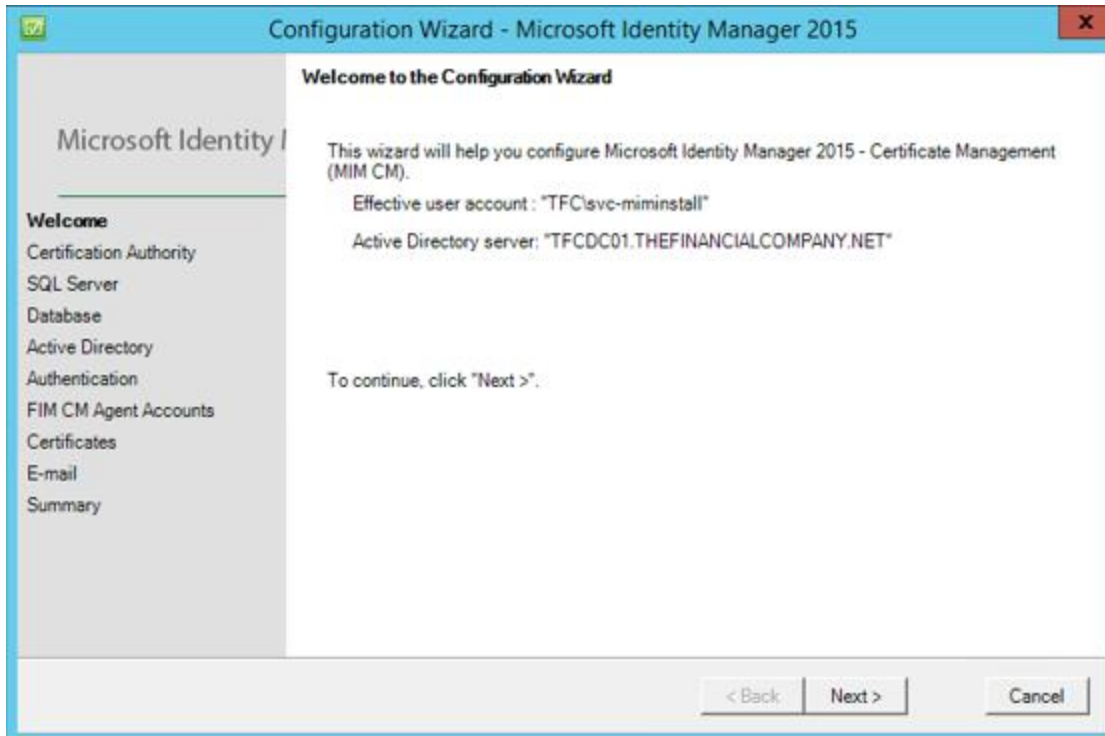 Configuration Wizard - Microsoft Identity Manager 2015
x
Microsoft Identity
Welcome
Certification Authority
SQL Server
Database
Active Directory
Authentication
FIM CM Agent Accounts
Certificates
E-mail
Summary
Welcome to the Configuration Wizard
This wizard will help you configure Microsoft Identity Manager 2015 - Certificate Management
(MIM CM).
Effective user account : "TFC\svc-miminstall"
Active Directory server: "TFCDC01.THEFINANCIALCOMPANY.NET"
To continue, click "Next >".
< Back
Next >
Cancel